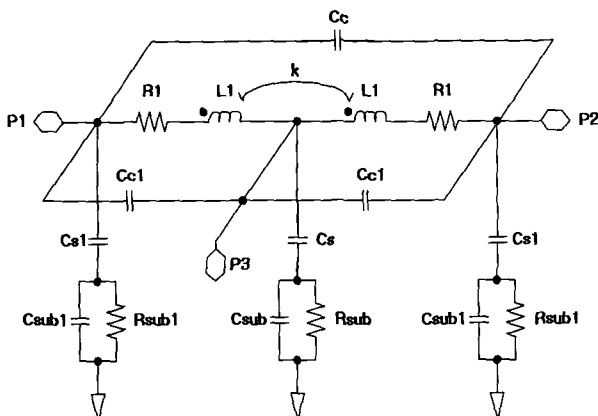 Cc
R1 L1 k L1 R1
P1 P2
Cc1 Cc1
Cs1 P3 Cs Cs1
Csub1 Rsub1 Csub Rsub Csub1 Rsub1